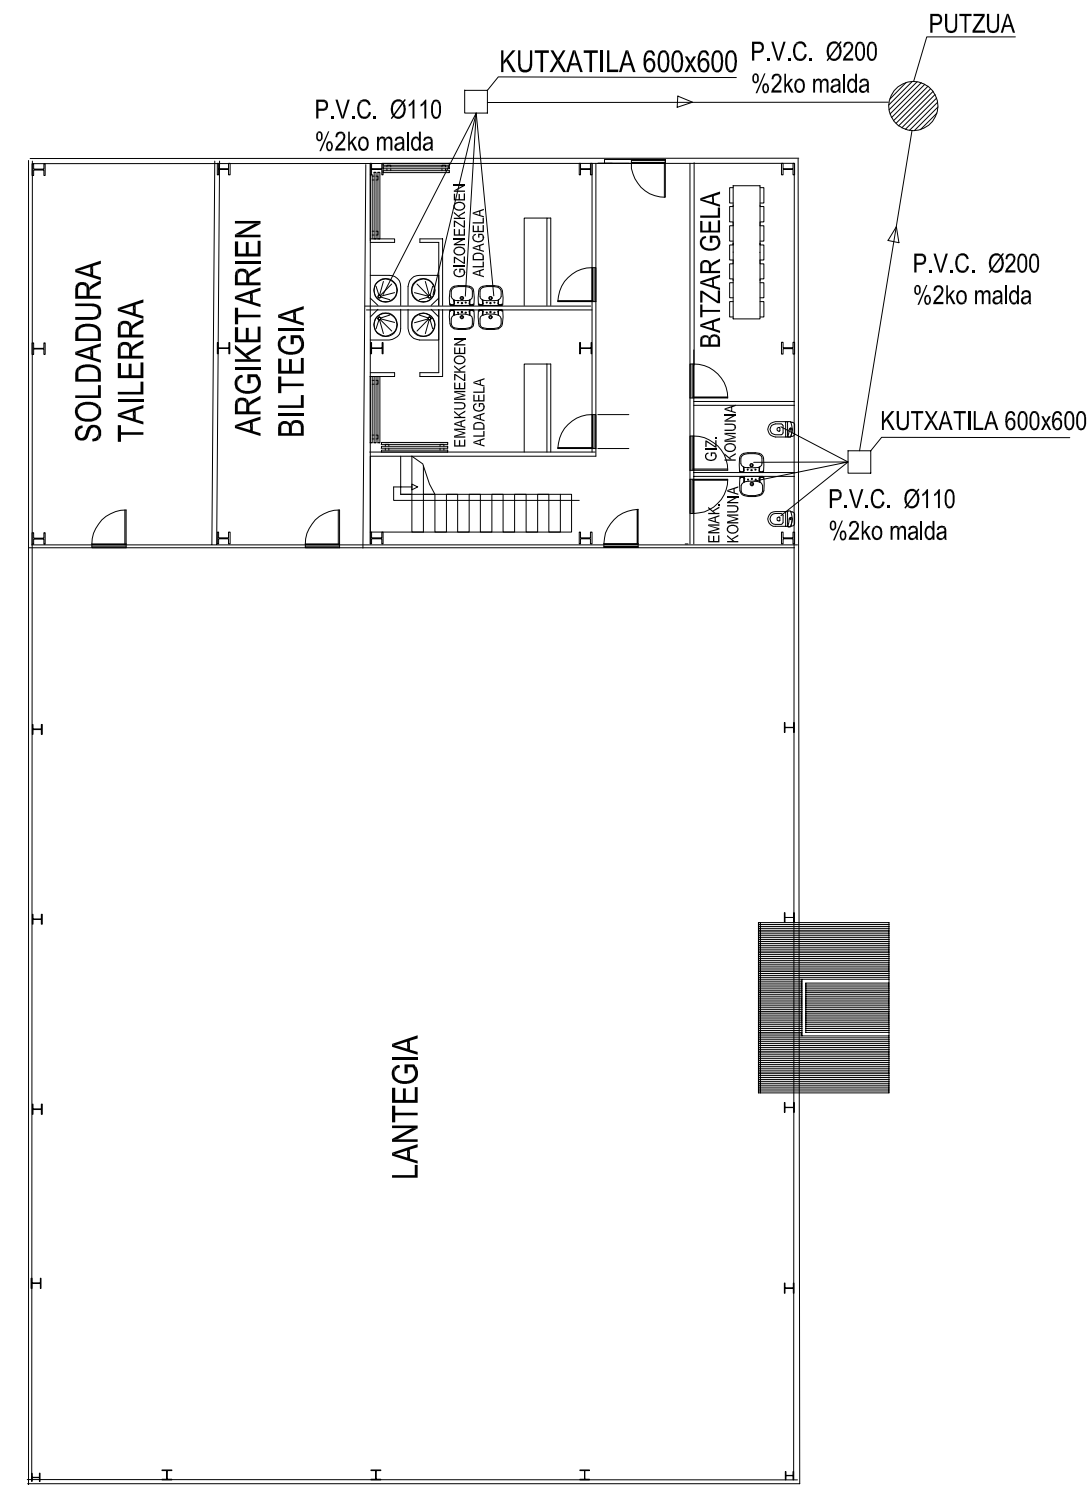 PUTZUA
KUTXATILA 600x600
P.V.C. Ø200
%2ko malda
P.V.C. Ø110
%2ko malda
SOLDADURA
TAILERRA
ARGIKETARIEN
BILTEGIA
GIZONEZKOEN
ALDAGELA
BATZAR GELA
P.V.C. Ø200
%2ko malda
EMAKUMEZKOEN
ALDAGELA
GIZ.
KOMUNA
KUTXATILA 600x600
EMAK.
KOMUNA
P.V.C. Ø110
%2ko malda
LANTEGIA